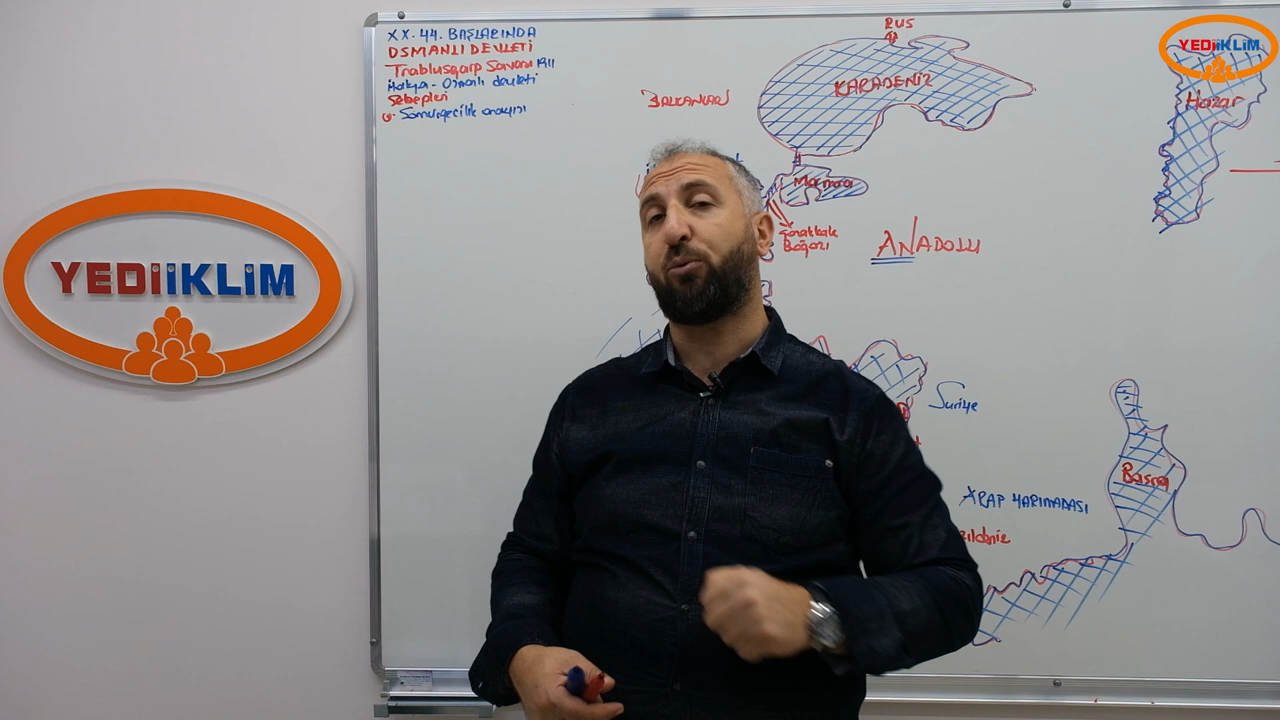 XX. YY. BAŞLARINDA
OSMANLI DEVLETİ
Trablusgarp Savaşı 1911
İtalya - Osmanlı devleti
Sebepleri
Sömürgecilik anayışı
RUS
KARADENİZ
BALKANLAR
Marmara
Çanakkale
Boğazı
ANADOLU
Hazar
Suriye
ARAP YARIMADASI
Basra
YEDİİKLİM
YEDİİKLİM